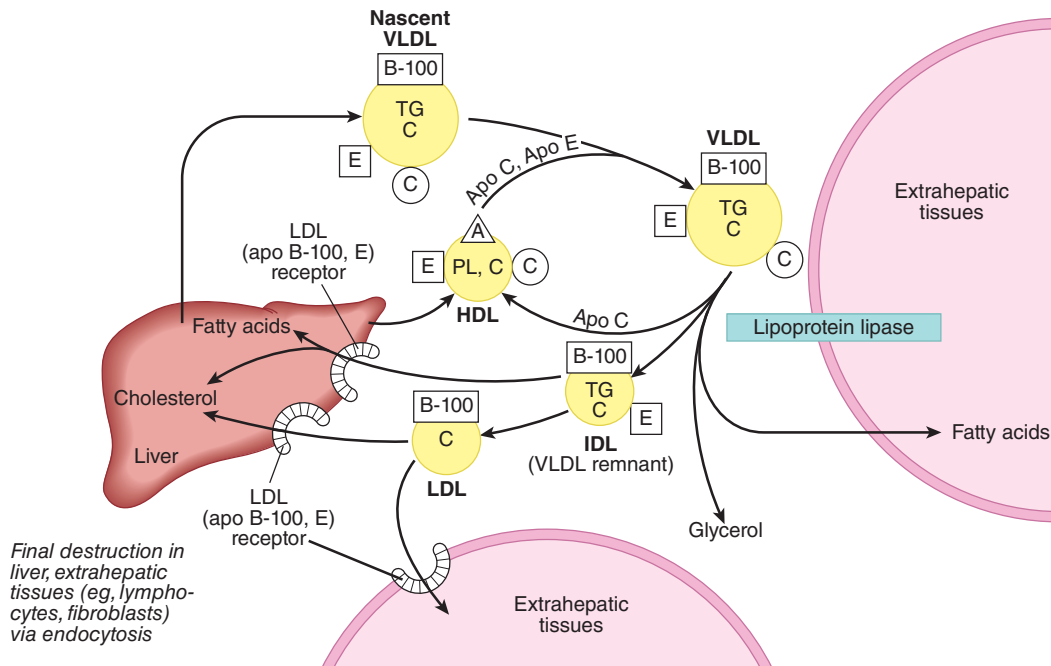 Nascent
VLDL
B-100
TG
C
E
C
Apo C, Apo E
VLDL
B-100
TG
C
E
C
Extrahepatic
tissues
LDL
(apo B-100, E)
receptor
A
E
PL, C
C
HDL
Apo C
Lipoprotein lipase
Fatty acids
Cholesterol
Liver
B-100
TG
C
E
IDL
(VLDL remnant)
B-100
C
LDL
Fatty acids
Glycerol
LDL
(apo B-100, E)
receptor
Final destruction in
liver, extrahepatic
tissues (eg, lympho-
cytes, fibroblasts)
via endocytosis
Extrahepatic
tissues